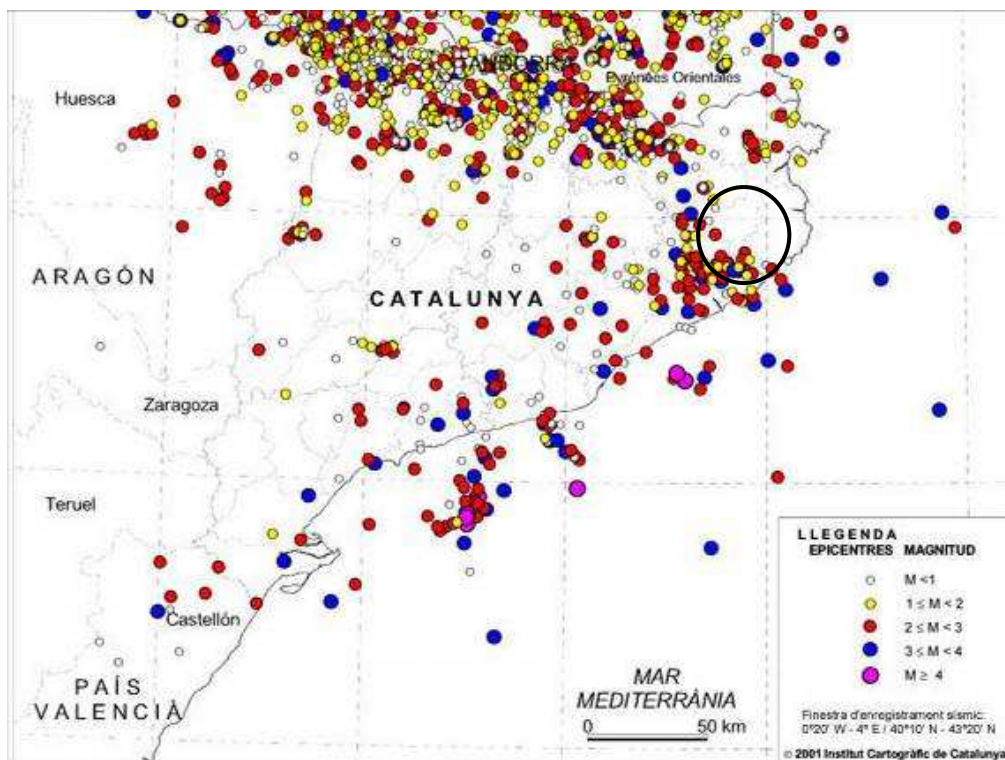 ANDORRA
Pyrénées Orientales
Huesca
ARAGÓN
CATALUNYA
Zaragoza
Teruel
Castellón
PAÍS
VALENCIÀ
MAR
MEDITERRÀNIA
0 50 km
LLEGENDA
EPICENTRES MAGNITUD
M <1
1 ≤ M < 2
2 ≤ M < 3
3 ≤ M < 4
M ≥ 4
Finestra d'enregistrament sísmic:
0°20' W - 4° E / 40°10' N - 43°20' N
© 2001 Institut Cartogràfic de Catalunya